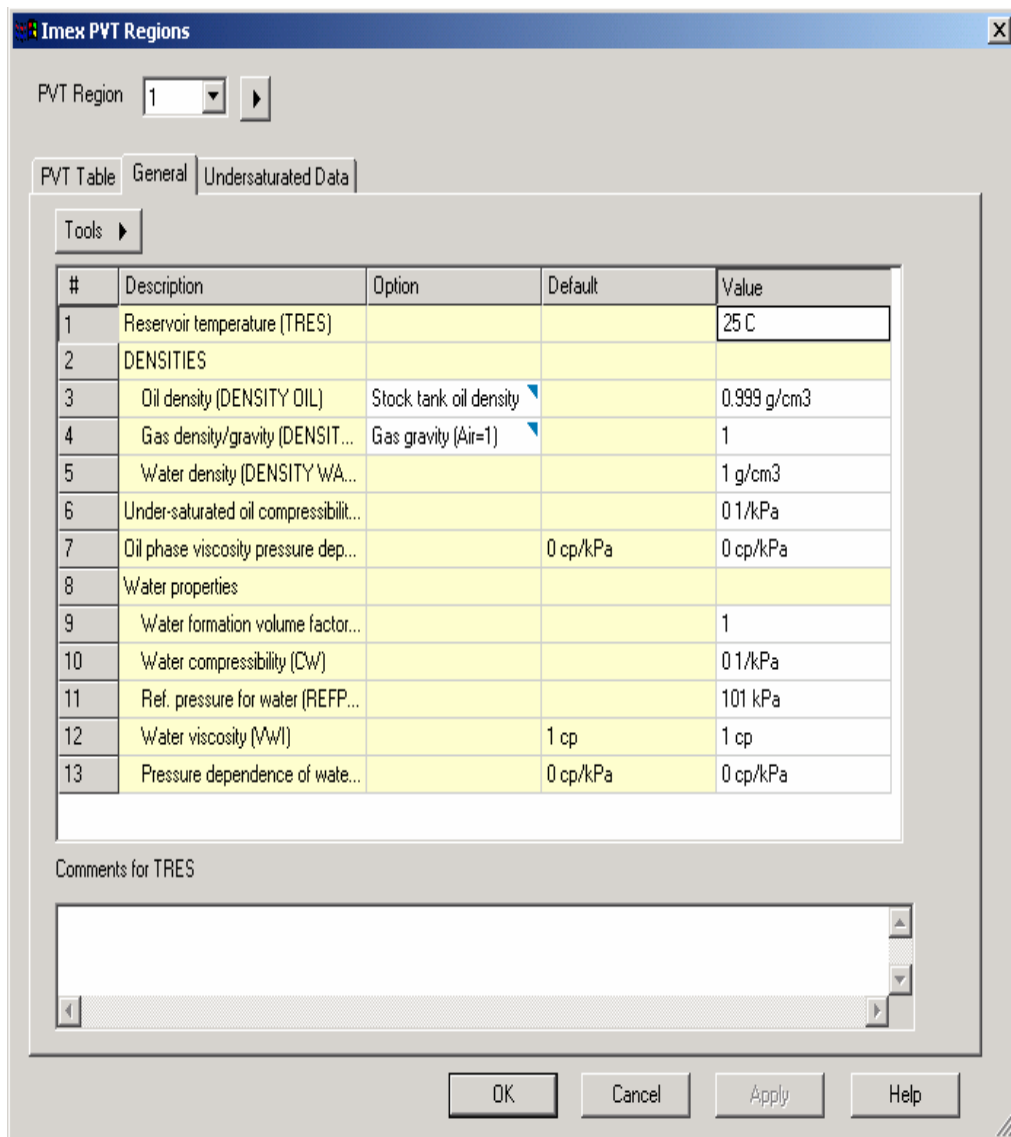 Imex PVT Regions
PVT Region 1
PVT Table General Undersaturated Data
Tools
# Description Option Default Value
1 Reservoir temperature (TRES) 25 C
2 DENSITIES
3 Oil density (DENSITY OIL) Stock tank oil density 0.999 g/cm3
4 Gas density/gravity (DENSIT... Gas gravity (Air=1) 1
5 Water density (DENSITY WA... 1 g/cm3
6 Under-saturated oil compressibilit... 0 1/kPa
7 Oil phase viscosity pressure dep... 0 cp/kPa 0 cp/kPa
8 Water properties
9 Water formation volume factor... 1
10 Water compressibility (CW) 0 1/kPa
11 Ref. pressure for water (REFP... 101 kPa
12 Water viscosity (VWI) 1 cp 1 cp
13 Pressure dependence of wate... 0 cp/kPa 0 cp/kPa
Comments for TRES
OK Cancel Apply Help